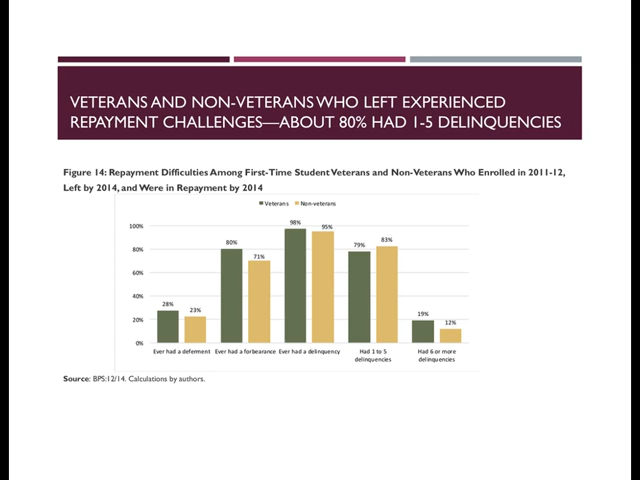 VETERANS AND NON-VETERANS WHO LEFT EXPERIENCED
REPAYMENT CHALLENGES—ABOUT 80% HAD 1-5 DELINQUENCIES
Figure 14: Repayment Difficulties Among First-Time Student Veterans and Non-Veterans Who Enrolled in 2011-12,
Left by 2014, and Were in Repayment by 2014
Veterans Non-veterans
100%
80%
60%
40%
20%
0%
28% 23%
80% 71%
98% 95%
79% 83%
19% 12%
Ever had a deferment Ever had a forbearance Ever had a delinquency Had 1 to 5 Had 6 or more
delinquencies delinquencies
Source: BPS:12/14. Calculations by authors.